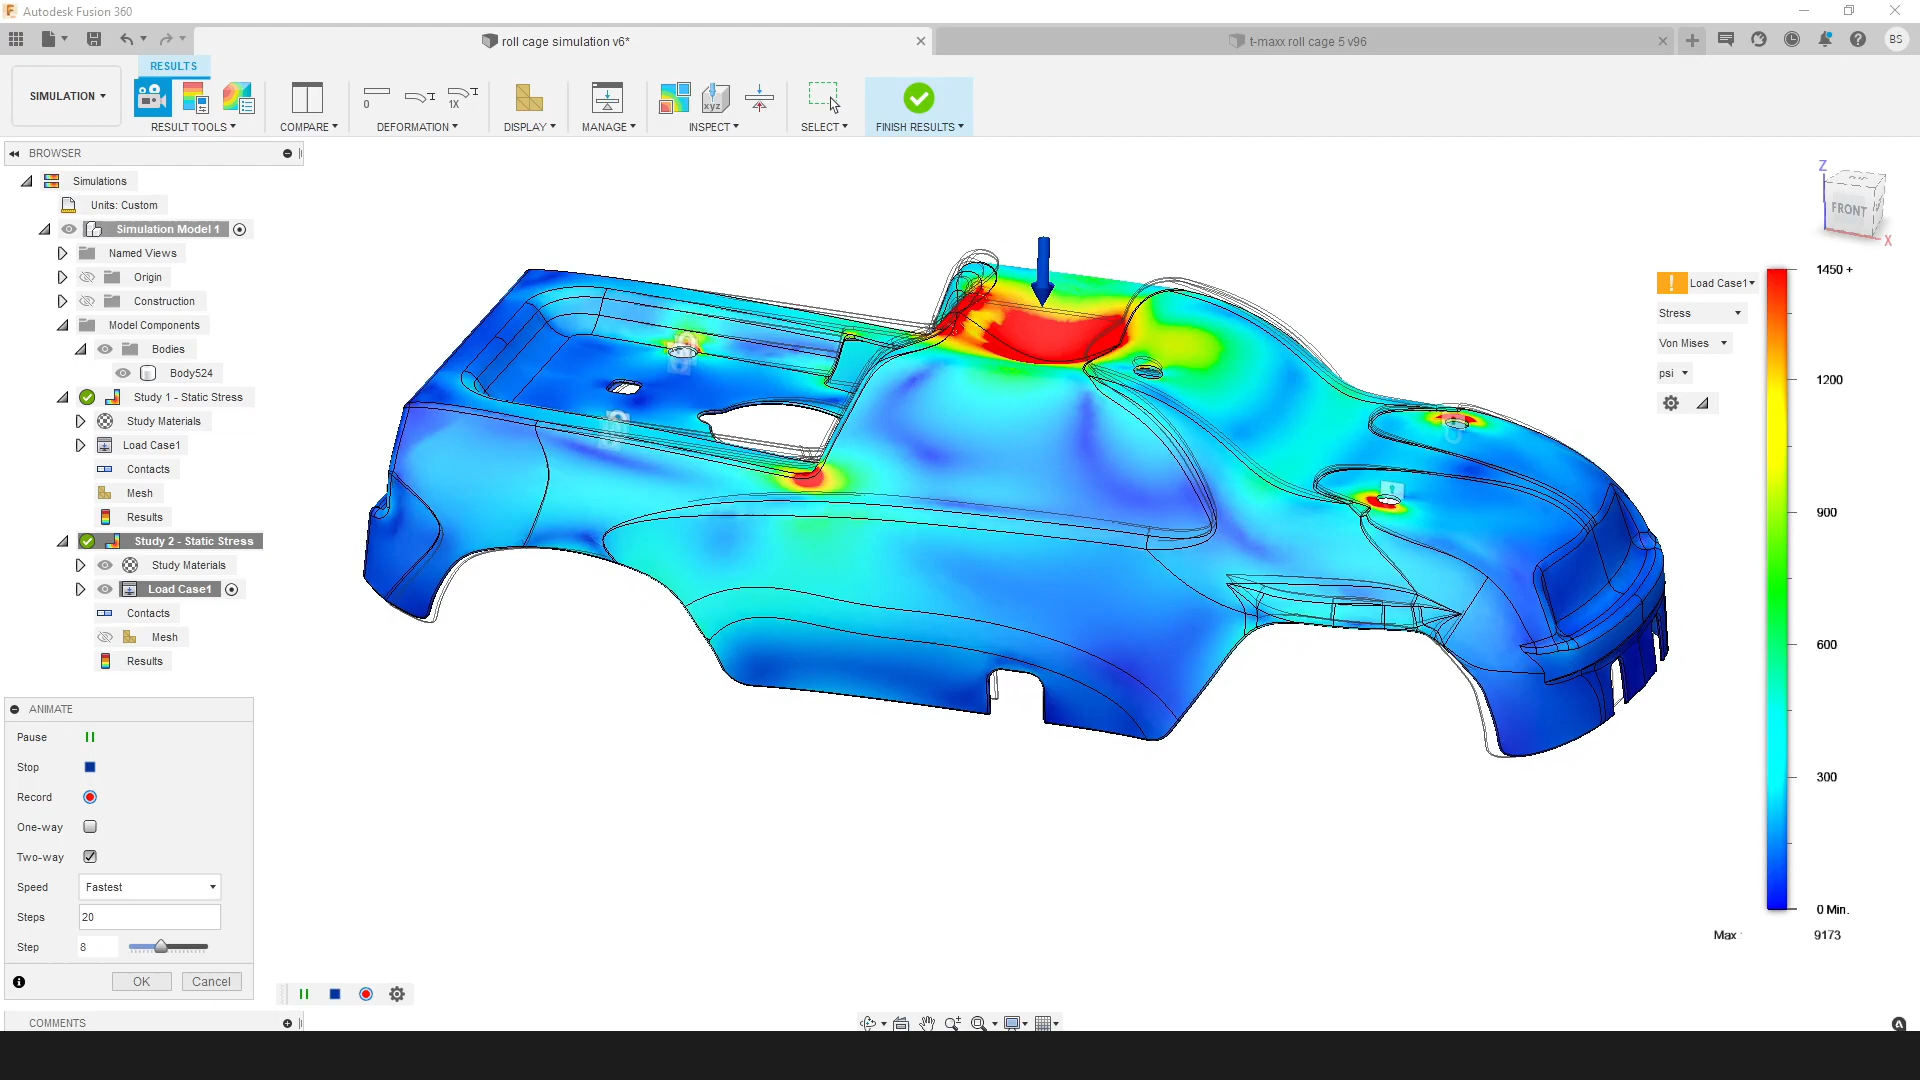 Autodesk Fusion 360
roll cage simulation v6*
t-maxx roll cage 5 v96
BS
RESULTS
SIMULATION
0
1X
xyz
RESULT TOOLS
COMPARE
DEFORMATION
DISPLAY
MANAGE
INSPECT
SELECT
FINISH RESULTS
BROWSER
Simulations
Units: Custom
Simulation Model 1
Named Views
Origin
Construction
Model Components
Bodies
Body524
Study 1 - Static Stress
Study Materials
Load Case1
Contacts
Mesh
Results
Study 2 - Static Stress
Study Materials
Load Case1
Contacts
Mesh
Results
Z
FRONT
X
Load Case1
Stress
Von Mises
psi
1450 +
1200
900
600
300
0 Min.
Max :
9173
ANIMATE
Pause
Stop
Record
One-way
Two-way
Speed
Fastest
Steps
20
Step
8
OK
Cancel
COMMENTS